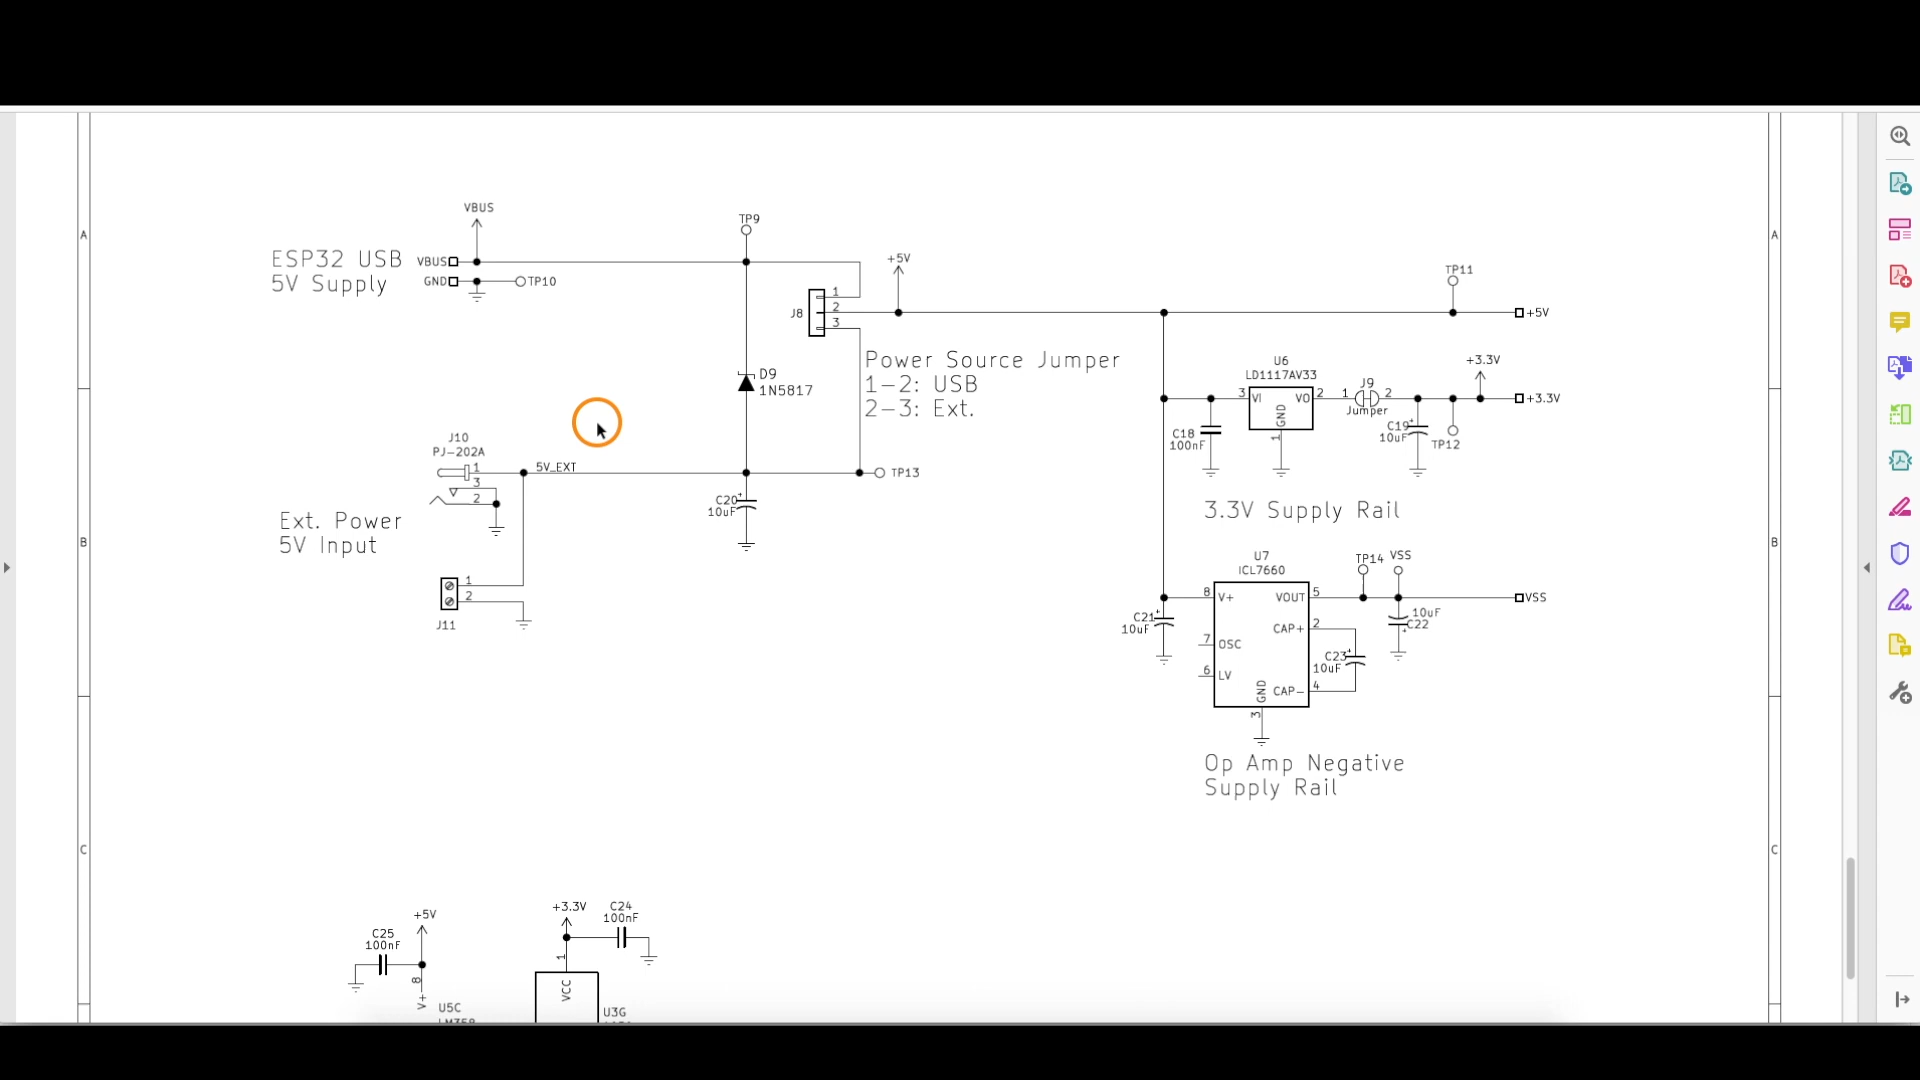 VBUS
ESP32 USB
5V Supply
VBUS
GND
TP10
TP9
+5V
J8
1
2
3
Power Source Jumper
1-2: USB
2-3: Ext.
D9
1N5817
J10
PJ-202A
1
3
2
5V_EXT
TP13
C20
10uF
+
Ext. Power
5V Input
1
2
J11
TP11
+5V
U6
LD1117AV33
3
VI
VO
2
GND
1
C18
100nF
1
J9
2
Jumper
+3.3V
+3.3V
C19
10uF
+
TP12
3.3V Supply Rail
U7
ICL7660
8
V+
VOUT
5
7
OSC
6
LV
CAP+
2
CAP-
4
GND
3
C21
10uF
+
TP14
VSS
VSS
10uF
C22
+
C23
10uF
+
Op Amp Negative
Supply Rail
A
B
C
A
B
C
+5V
C25
100nF
8
V+
U5C
+3.3V
C24
100nF
1
VCC
U3G